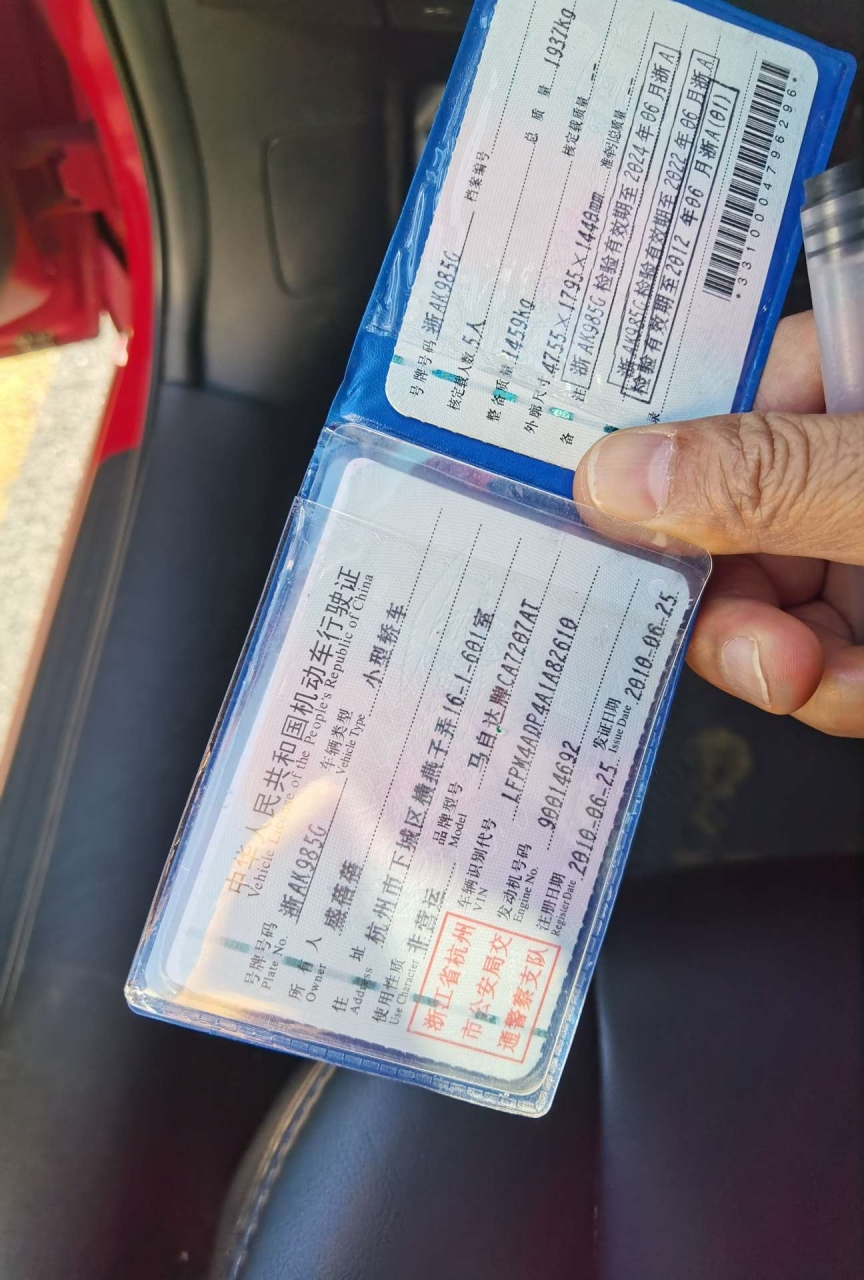 中华人民共和国机动车行驶证
Vehicle License of the People's Republic of China
号牌号码 浙AK985G 车辆类型 小型轿车
Plate No. Vehicle Type
所有人 盛蓓蓓
Owner
住址 杭州市下城区横燕子弄16-1-601室
Address
使用性质 非营运 品牌型号 马自达牌CA7207AT
Use Character Model
浙江省杭州
市公安局交
通警察支队
车辆识别代号 LFPM4ADP4A1A82610
VIN
发动机号码 90014692
Engine No.
注册日期 2010-06-25 发证日期 2010-06-25
Register Date Issue Date
号牌号码 浙AK985G 档案编号
核定载人数 5人 总质量 1937kg
整备质量 1459kg 核定载质量 --
外廓尺寸 4755×1795×1440mm 准牵引总质量 --
备注 浙AK985G 检验有效期至2024年06月浙A
浙AK985G检验有效期至2022年06月浙A
检验有效期至2012年06月浙A(01)
录
*3310004796296*